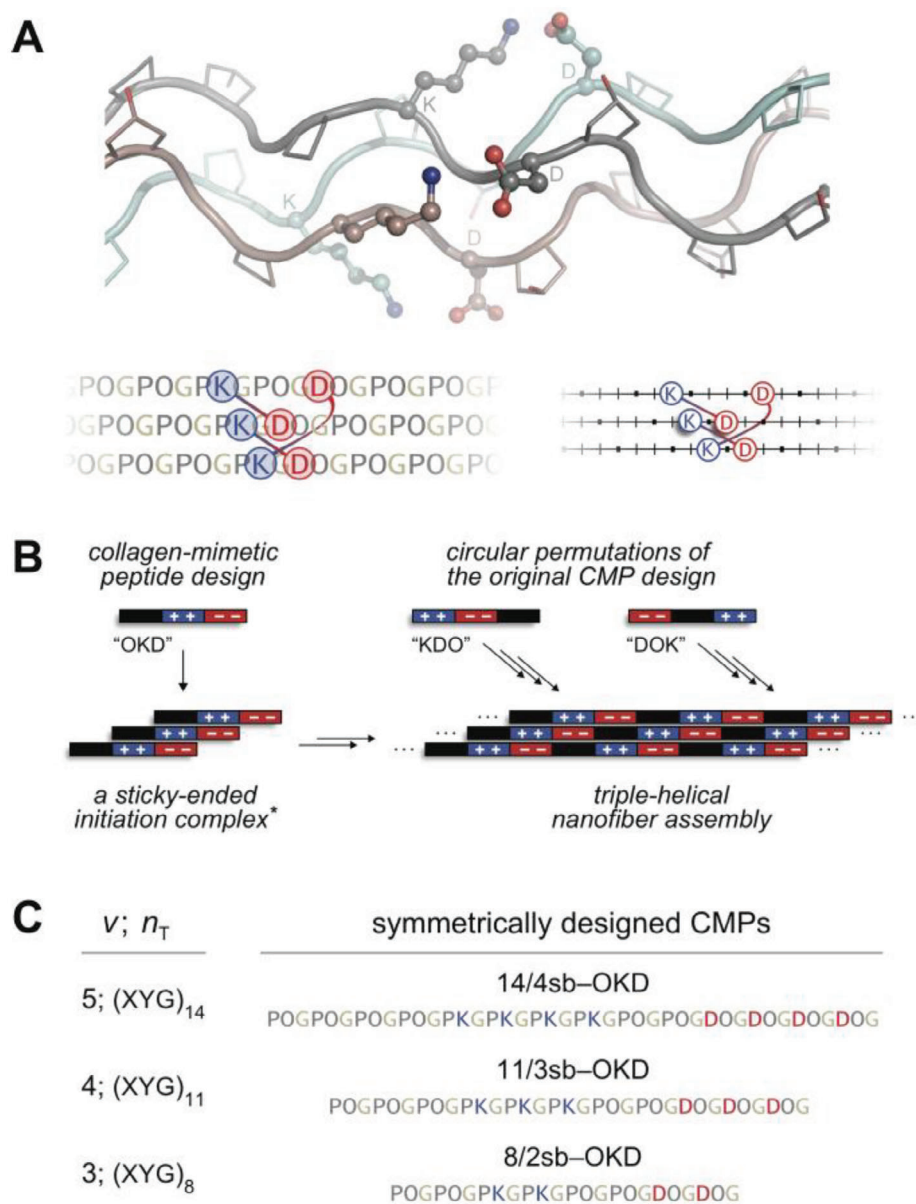 A
K
D
D
K
D
GPOGPOGPKGPOGDOGPOGPOGP
OGPOGPOGPKGDOGPOGPOGPOG
POGPOGPOGPKGDOGPOGPOGPO
K D
K D
K D
B
collagen-mimetic
peptide design
circular permutations of
the original CMP design
+ + − −
+ + − −
− − + +
"OKD"
"KDO"
"DOK"
+ + − −
+ + − −
+ + − −
··· + + − − + + − − + + − − ···
··· + + − − + + − − + + − − ···
··· + + − − + + − − + + − − ···
a sticky-ended
initiation complex*
triple-helical
nanofiber assembly
C
v; nT
symmetrically designed CMPs
5; (XYG)14
14/4sb–OKD
POGPOGPOGPOGPKGPKGPKGPKGPOGPOGDOGDOGDOGDOG
4; (XYG)11
11/3sb–OKD
POGPOGPOGPKGPKGPKGPOGPOGDOGDOGDOG
3; (XYG)8
8/2sb–OKD
POGPOGPKGPKGPOGPOGDOGDOG